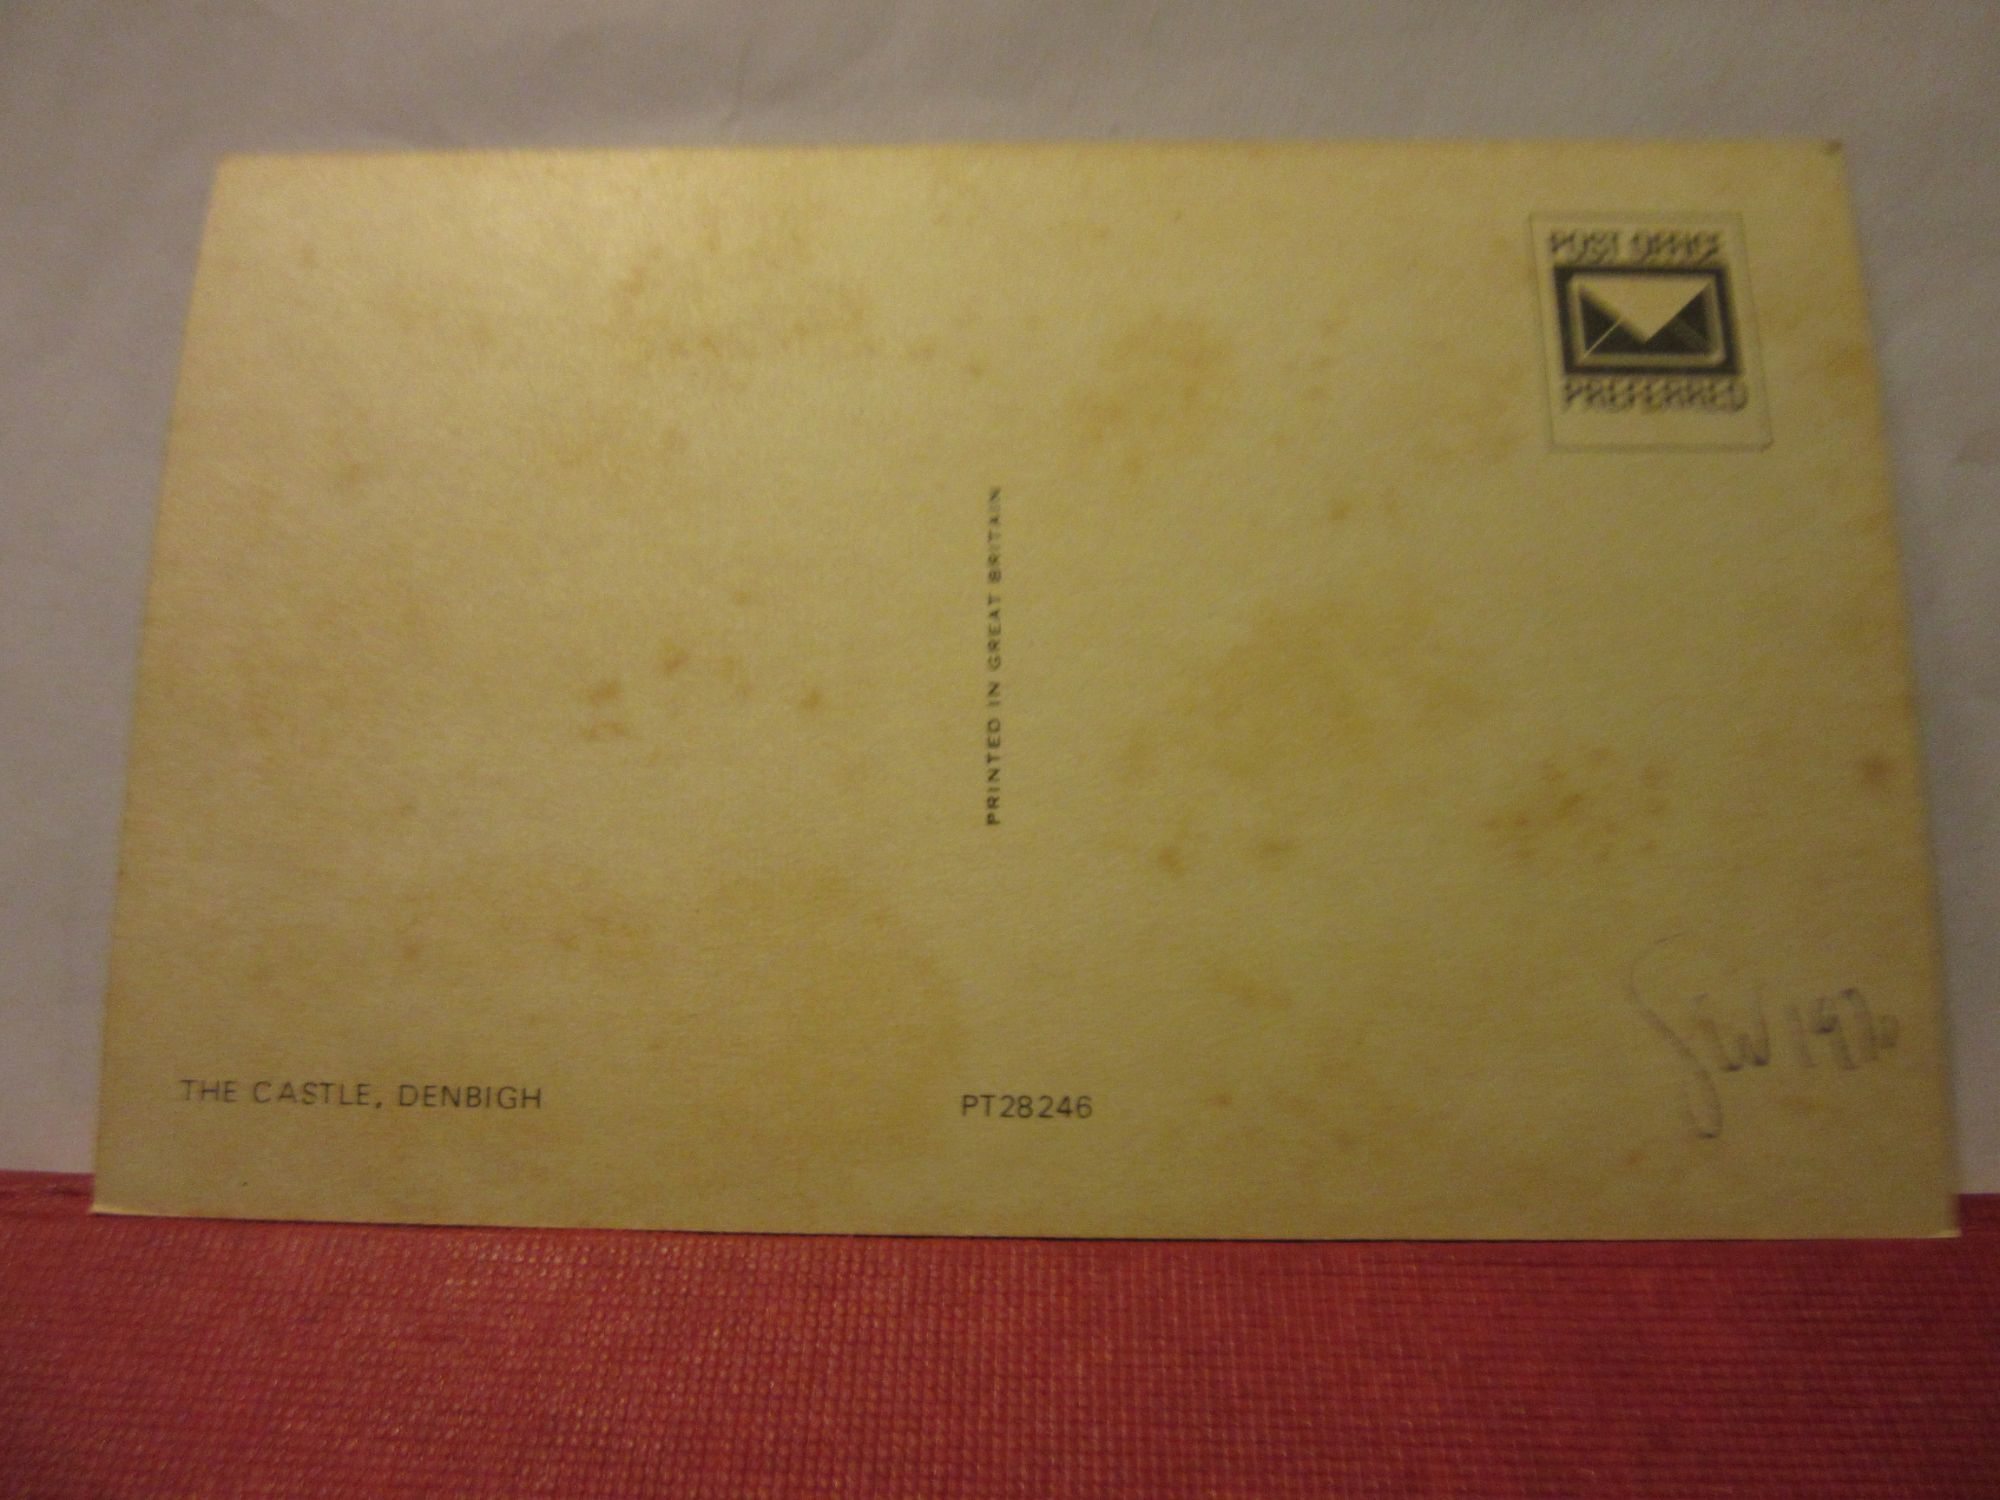 POST OFFICE
PREFERRED
PRINTED IN GREAT BRITAIN
THE CASTLE, DENBIGH
PT28246